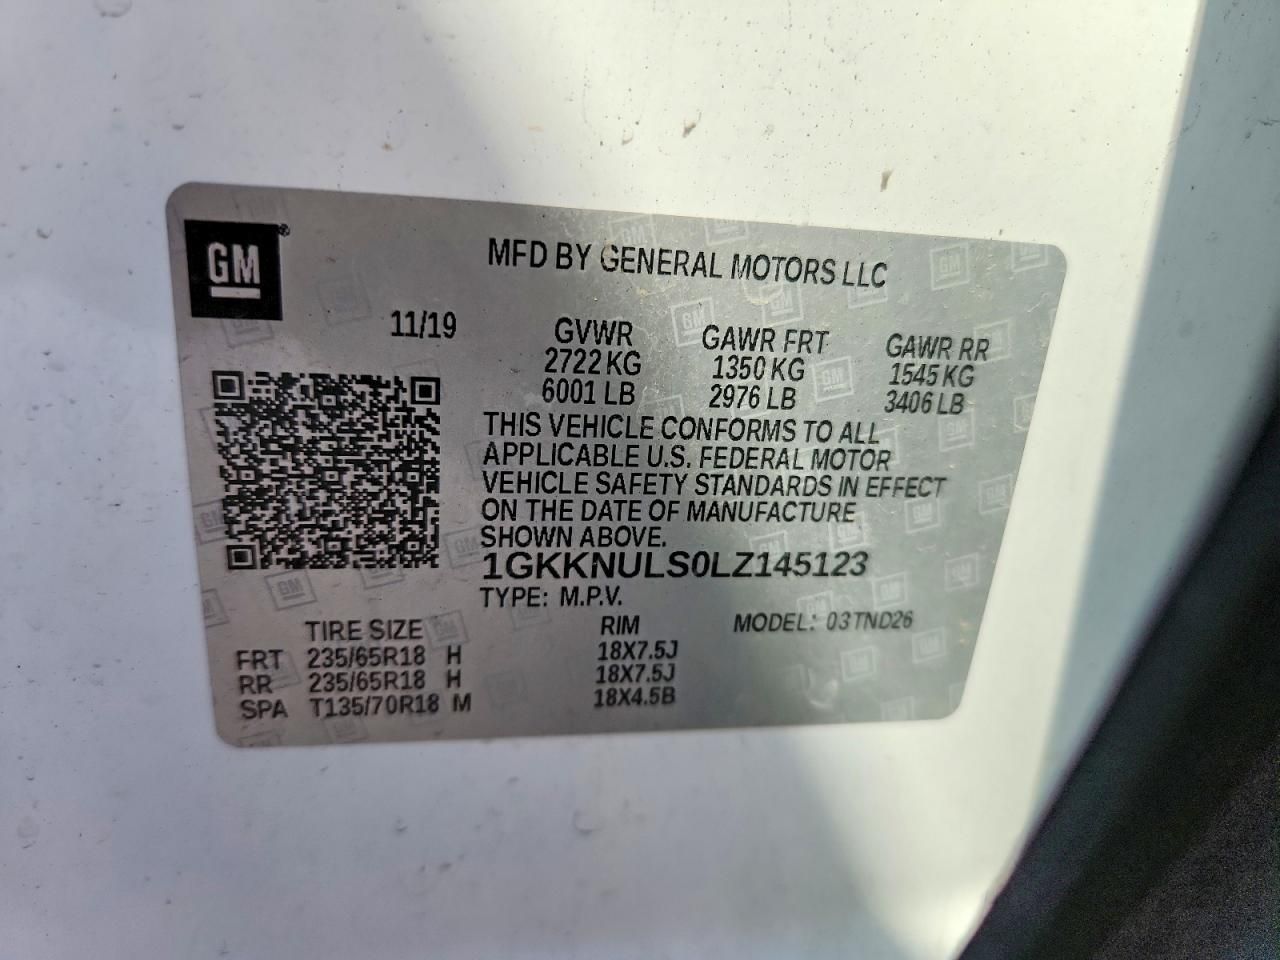 GM®
MFD BY GENERAL MOTORS LLC
11/19 GVWR GAWR FRT GAWR RR
2722 KG 1350 KG 1545 KG
6001 LB 2976 LB 3406 LB
THIS VEHICLE CONFORMS TO ALL
APPLICABLE U.S. FEDERAL MOTOR
VEHICLE SAFETY STANDARDS IN EFFECT
ON THE DATE OF MANUFACTURE
SHOWN ABOVE.
1GKKNULS0LZ145123
TYPE: M.P.V.
TIRE SIZE RIM MODEL: 03TND26
FRT 235/65R18 H 18X7.5J
RR 235/65R18 H 18X7.5J
SPA T135/70R18 M 18X4.5B